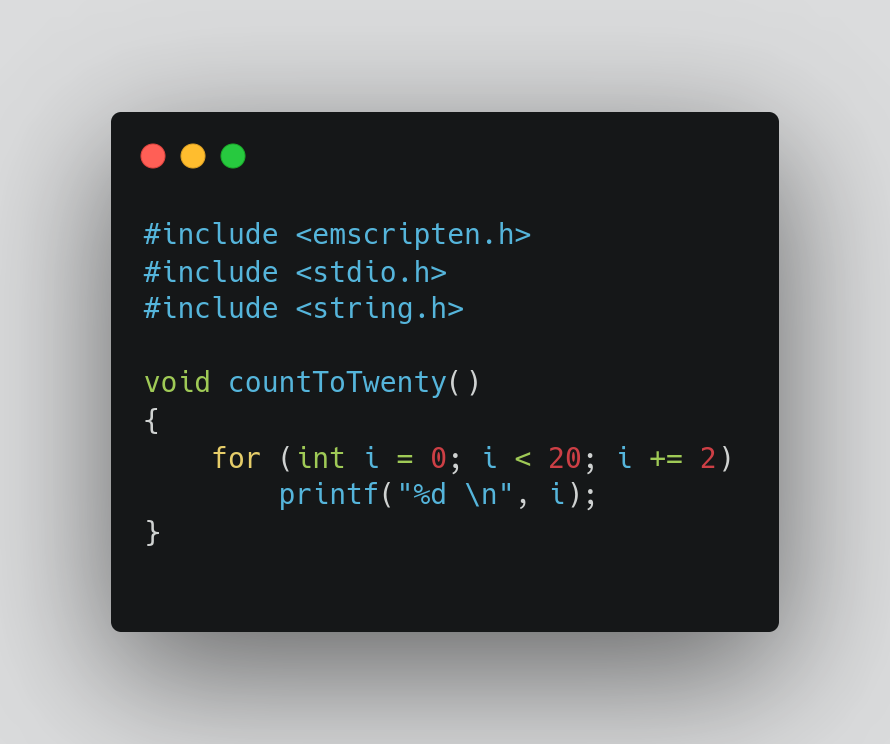 #include <emscripten.h>
#include <stdio.h>
#include <string.h>

void countToTwenty()
{
    for (int i = 0; i < 20; i += 2)
        printf("%d \n", i);
}